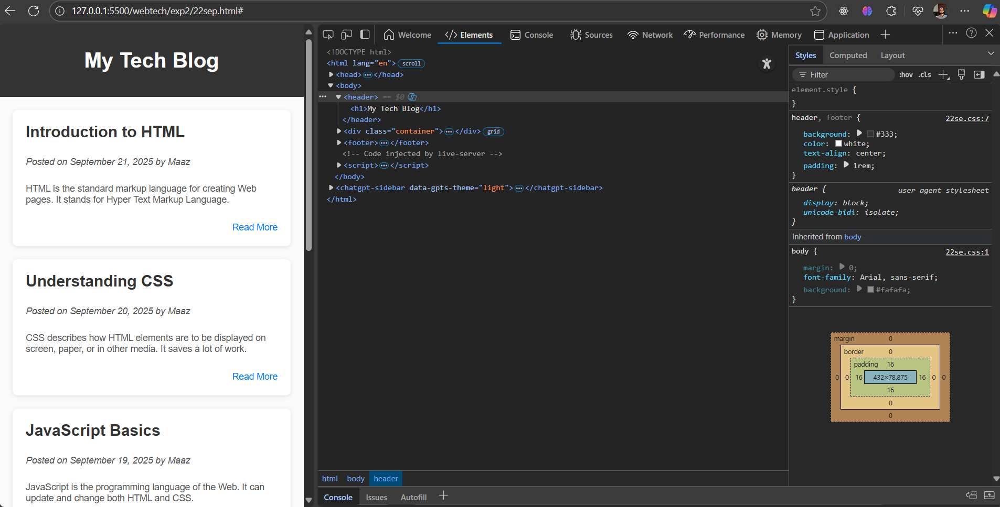 127.0.0.1:5500/webtech/exp2/22sep.html#
My Tech Blog
Introduction to HTML
Posted on September 21, 2025 by Maaz
HTML is the standard markup language for creating Web
pages. It stands for Hyper Text Markup Language.
Read More
Understanding CSS
Posted on September 20, 2025 by Maaz
CSS describes how HTML elements are to be displayed on
screen, paper, or in other media. It saves a lot of work.
Read More
JavaScript Basics
Posted on September 19, 2025 by Maaz
JavaScript is the programming language of the Web. It can
update and change both HTML and CSS.
Welcome Elements Console Sources Network Performance Memory Application
<!DOCTYPE html>
<html lang="en"> scroll
<head> ••• </head>
<body>
••• <header> == $0
<h1>My Tech Blog</h1>
</header>
<div class="container"> ••• </div> grid
<footer> ••• </footer>
<!-- Code injected by live-server -->
<script> ••• </script>
</body>
<chatgpt-sidebar data-gpts-theme="light"> ••• </chatgpt-sidebar>
</html>
html body header
Console Issues Autofill
Styles Computed Layout
Filter :hov .cls
element.style {
}
header, footer { 22se.css:7
background: #333;
color: white;
text-align: center;
padding: 1rem;
}
header { user agent stylesheet
display: block;
unicode-bidi: isolate;
}
Inherited from body
body { 22se.css:1
margin: 0;
font-family: Arial, sans-serif;
background: #fafafa;
}
margin 0
border 0
padding 16
0 0 16 432×78.875 16 0 0
16
0
0